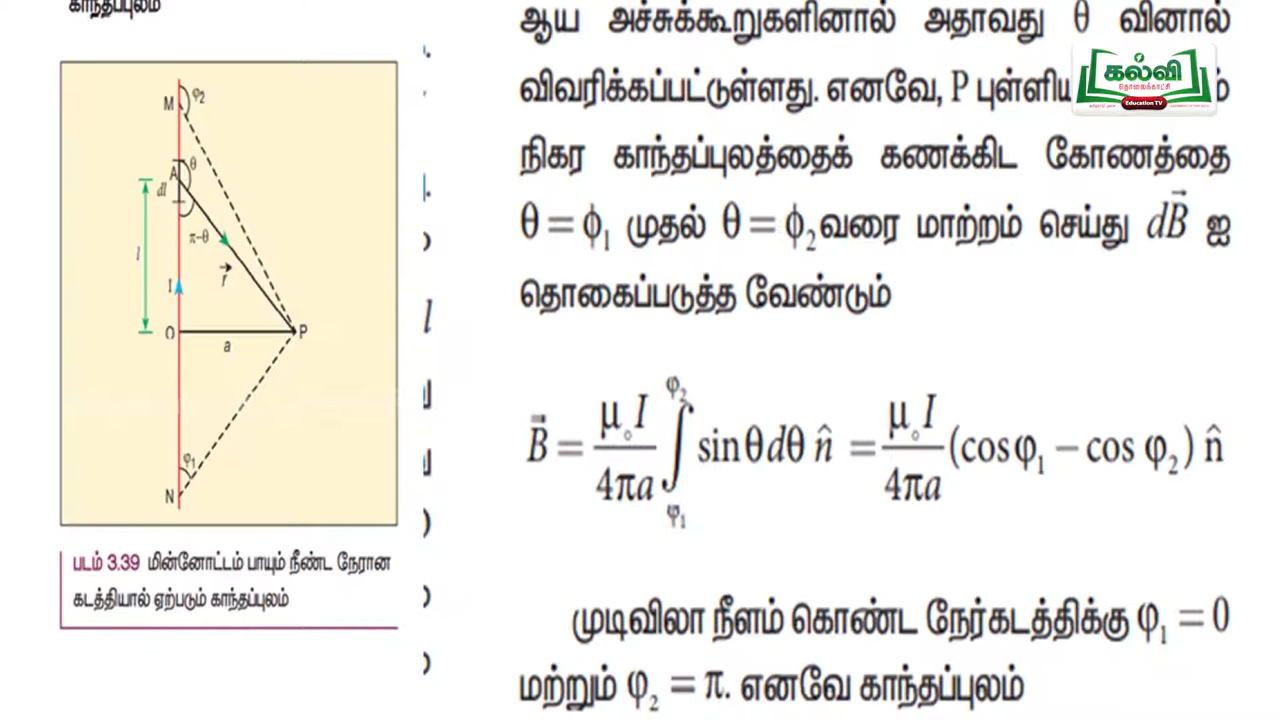 காந்தப்புலம்
M φ2
A θ
dl
π–θ
l
r⃗
I
O P
a
φ1
N
படம் 3.39 மின்னோட்டம் பாயும் நீண்ட நேரான
கடத்தியால் ஏற்படும் காந்தப்புலம்
ஆய அச்சுக்கூறுகளினால் அதாவது θ வினால்
விவரிக்கப்பட்டுள்ளது. எனவே, P
கல்வி
தொலைக்காட்சி
Education TV
நிகர காந்தப்புலத்தைக் கணக்கிட கோணத்தை
θ = ϕ₁ முதல் θ = ϕ₂ வரை மாற்றம் செய்து dB⃗ ஐ
தொகைப்படுத்த வேண்டும்
B⃗ = μ₀I/4πa ∫_φ₁^φ₂ sinθ dθ n̂ = μ₀I/4πa (cosφ₁ – cos φ₂) n̂
முடிவிலா நீளம் கொண்ட நேர்கடத்திக்கு φ₁ = 0
மற்றும் φ₂ = π. எனவே காந்தப்புலம்